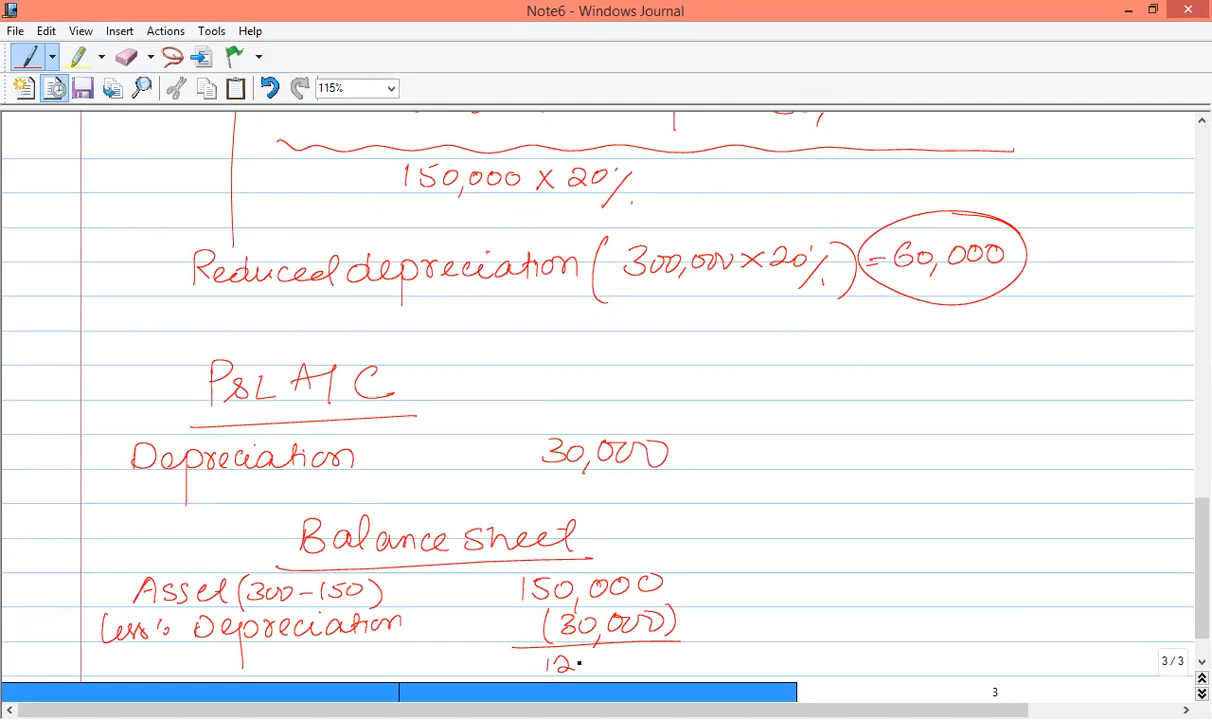 Note6 - Windows Journal
File Edit View Insert Actions Tools Help
115%
150,000 X 20%
Reduced depreciation (300,000 X 20%) = 60,000
P&L A/C
Depreciation 30,000
Balance sheet
Asset (300-150) 150,000
Less: Depreciation (30,000)
12
3 / 3
3